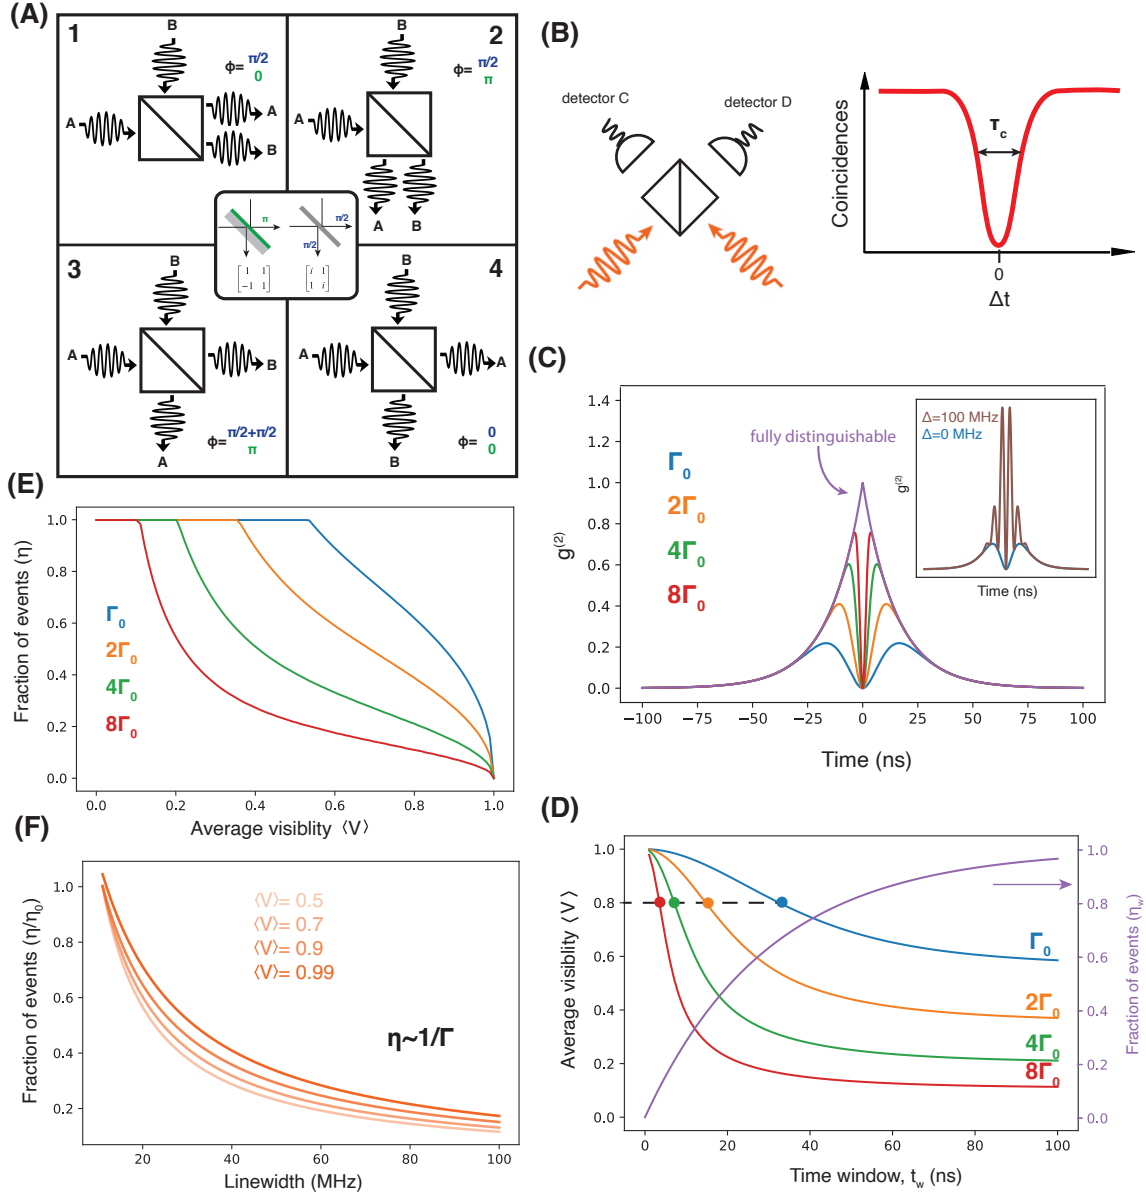 (A)
1
B
A
A
B
ϕ= π/2
0
2
B
A
A B
ϕ= π/2
π
π
[1 1
-1 1]
π/2
π/2
[i 1
1 i]
3
B
A
B
A
ϕ= π/2+π/2
π
4
B
A
A
B
ϕ= 0
0
(B)
detector C
detector D
Coincidences
τc
0
Δt
(C)
g(2)
1.4
1.2
1.0
0.8
0.6
0.4
0.2
0.0
fully distinguishable
Γ0
2Γ0
4Γ0
8Γ0
Δ=100 MHz
Δ=0 MHz
g(2)
Time (ns)
−100 −75 −50 −25 0 25 50 75 100
Time (ns)
(E)
Fraction of events (η)
1.0
0.8
0.6
0.4
0.2
0.0
Γ0
2Γ0
4Γ0
8Γ0
0.0 0.2 0.4 0.6 0.8 1.0
Average visiblity ⟨V⟩
(F)
Fraction of events (η/η0)
1.0
0.8
0.6
0.4
0.2
⟨V⟩= 0.5
⟨V⟩= 0.7
⟨V⟩= 0.9
⟨V⟩= 0.99
η~1/Γ
20 40 60 80 100
Linewidth (MHz)
(D)
Average visiblity ⟨V⟩
1.0
0.8
0.6
0.4
0.2
0.0
Γ0
2Γ0
4Γ0
8Γ0
1.0
0.8
0.6
0.4
0.2
0.0
Fraction of events (ηw)
0 20 40 60 80 100
Time window, tw (ns)